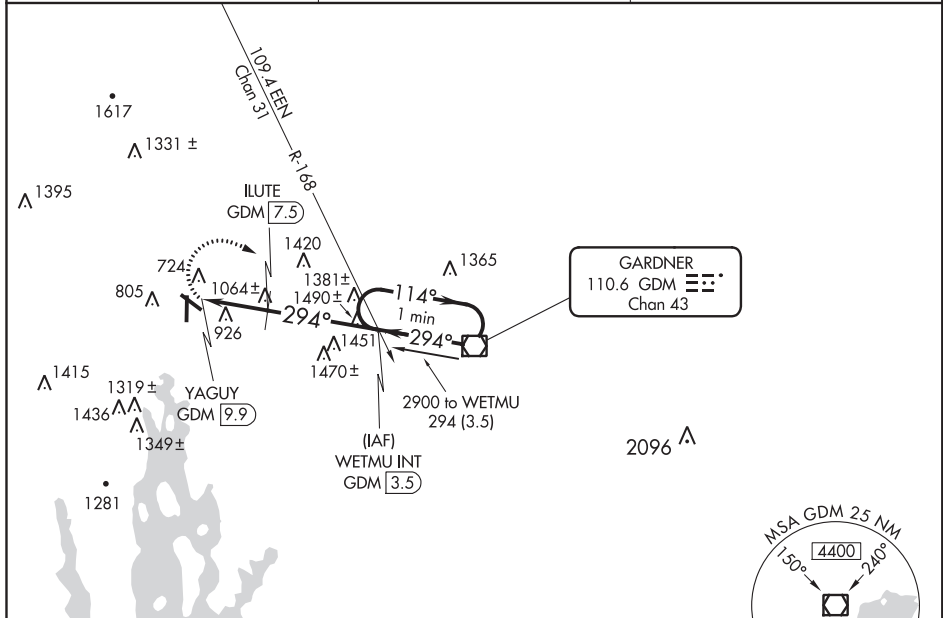 109.4 EEN
Chan 31
R-168
1617
1331 ±
1395
ILUTE
GDM 7.5
1420
1365
GARDNER
110.6 GDM
Chan 43
724
1381±
1064±
1490±
114°
1 min
805
294°
294°
926
1451
1470±
2900 to WETMU
294 (3.5)
1415
1319±
YAGUY
GDM 9.9
1436
1349±
(IAF)
WETMU INT
GDM 3.5
2096
1281
MSA GDM 25 NM
4400
150°
240°